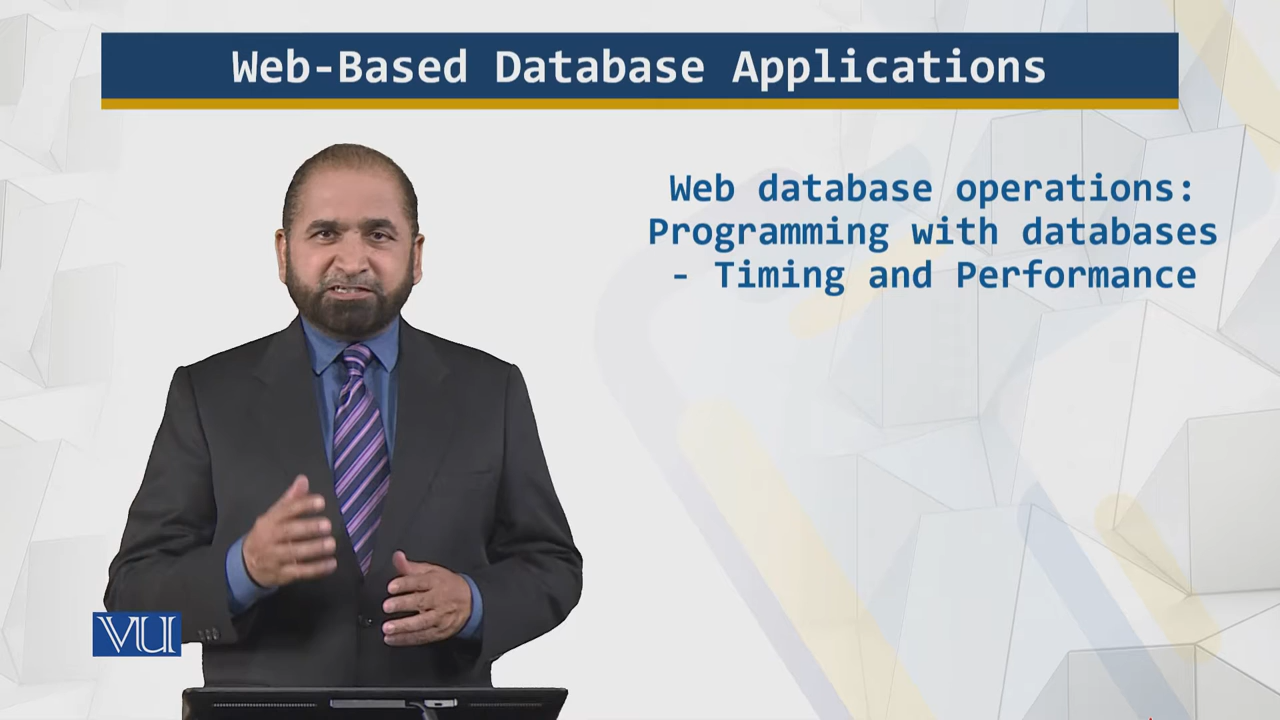 Web-Based Database Applications
Web database operations:
Programming with databases
- Timing and Performance
VU